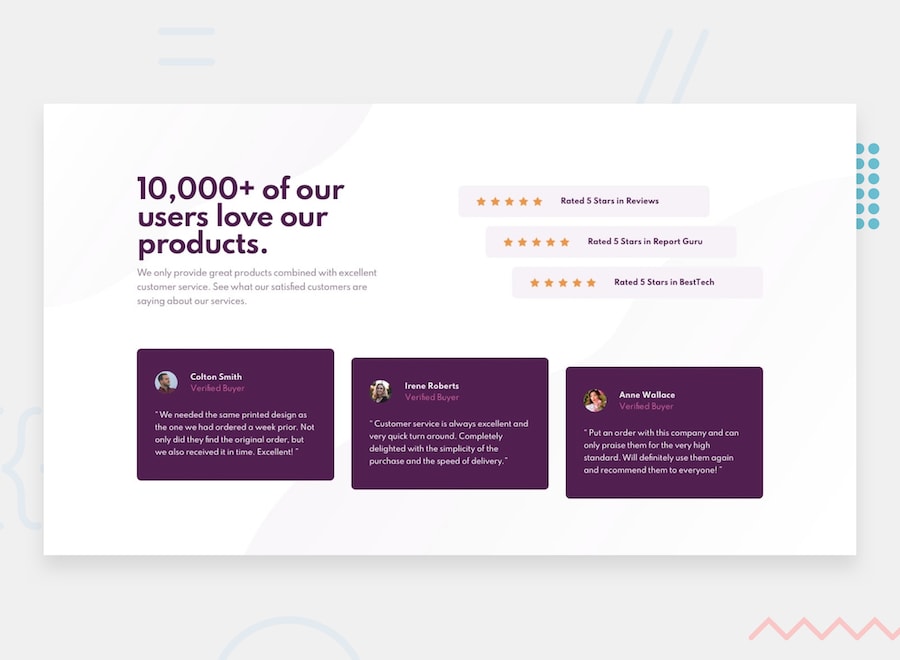 10,000+ of our
users love our
products.
We only provide great products combined with excellent
customer service. See what our satisfied customers are
saying about our services.
Rated 5 Stars in Reviews
Rated 5 Stars in Report Guru
Rated 5 Stars in BestTech
Colton Smith
Verified Buyer
“ We needed the same printed design as
the one we had ordered a week prior. Not
only did they find the original order, but
we also received it in time. Excellent! ”
Irene Roberts
Verified Buyer
“ Customer service is always excellent and
very quick turn around. Completely
delighted with the simplicity of the
purchase and the speed of delivery. ”
Anne Wallace
Verified Buyer
“ Put an order with this company and can
only praise them for the very high
standard. Will definitely use them again
and recommend them to everyone! ”